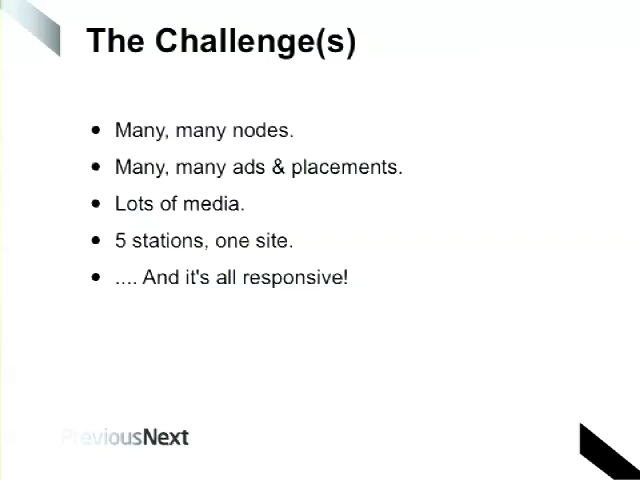 The Challenge(s)
• Many, many nodes.
• Many, many ads & placements.
• Lots of media.
• 5 stations, one site.
• .... And it's all responsive!
PreviousNext